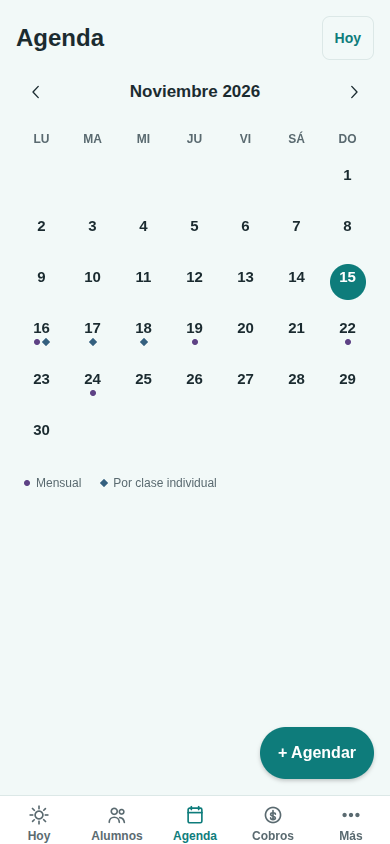 Agenda
Hoy
Noviembre 2026
LU MA MI JU VI SÁ DO
1
2 3 4 5 6 7 8
9 10 11 12 13 14 15
16 17 18 19 20 21 22
23 24 25 26 27 28 29
30
Mensual Por clase individual
+ Agendar
Hoy Alumnos Agenda Cobros Más